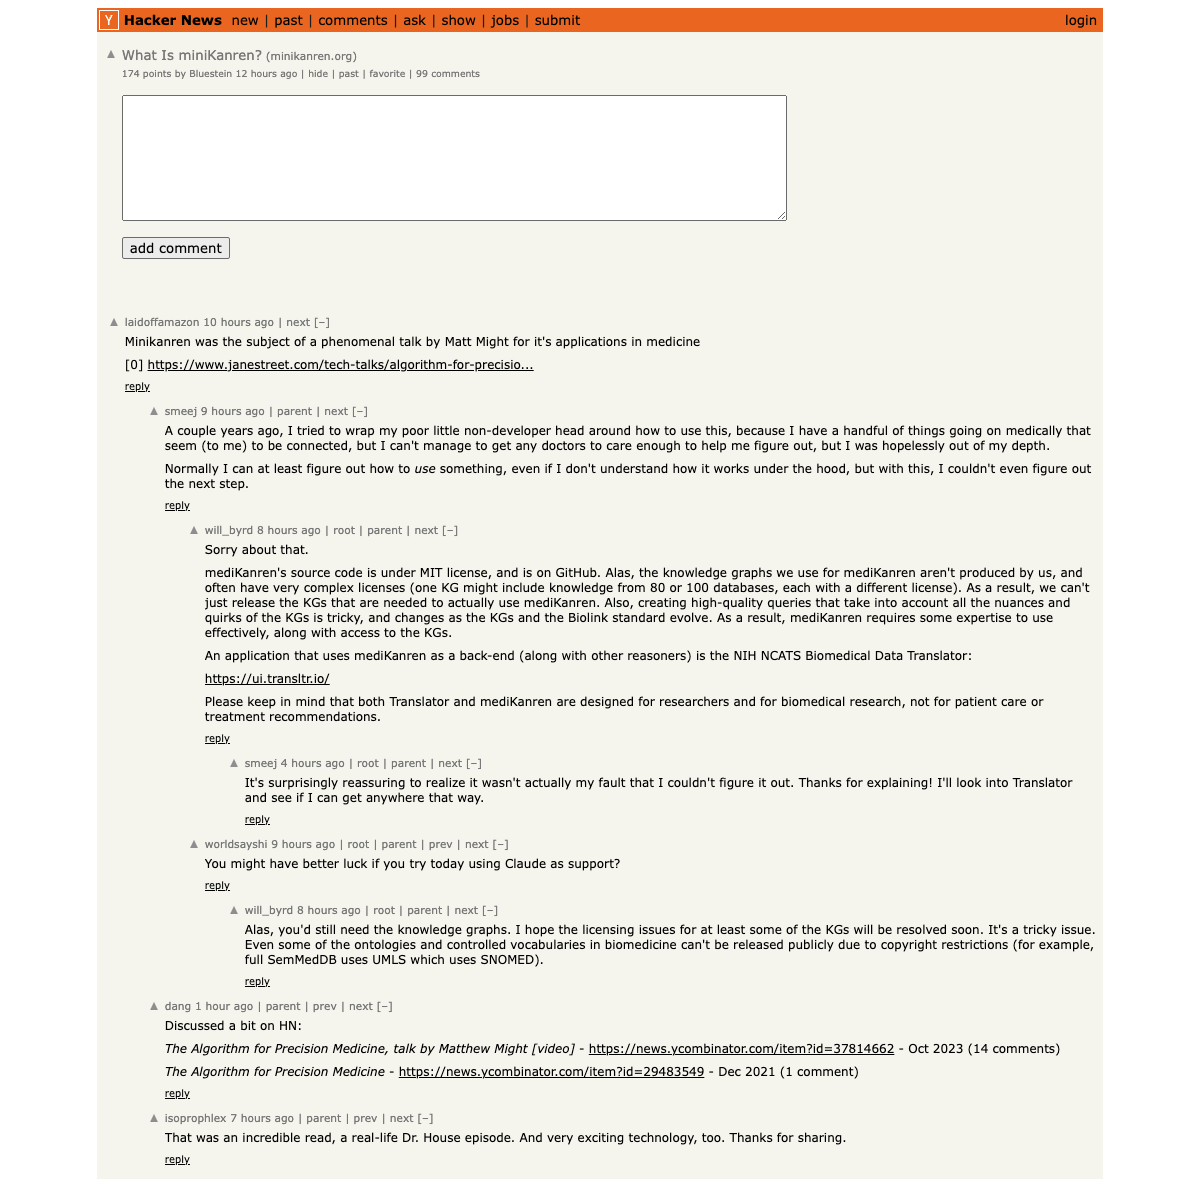 Y Hacker News new | past | comments | ask | show | jobs | submit login
▲ What Is miniKanren? (minikanren.org)
174 points by Bluestein 12 hours ago | hide | past | favorite | 99 comments
add comment
▲ laidoffamazon 10 hours ago | next [–]
Minikanren was the subject of a phenomenal talk by Matt Might for it's applications in medicine
[0] https://www.janestreet.com/tech-talks/algorithm-for-precisio...
reply
▲ smeej 9 hours ago | parent | next [–]
A couple years ago, I tried to wrap my poor little non-developer head around how to use this, because I have a handful of things going on medically that
seem (to me) to be connected, but I can't manage to get any doctors to care enough to help me figure out, but I was hopelessly out of my depth.
Normally I can at least figure out how to use something, even if I don't understand how it works under the hood, but with this, I couldn't even figure out
the next step.
reply
▲ will_byrd 8 hours ago | root | parent | next [–]
Sorry about that.
mediKanren's source code is under MIT license, and is on GitHub. Alas, the knowledge graphs we use for mediKanren aren't produced by us, and
often have very complex licenses (one KG might include knowledge from 80 or 100 databases, each with a different license). As a result, we can't
just release the KGs that are needed to actually use mediKanren. Also, creating high-quality queries that take into account all the nuances and
quirks of the KGs is tricky, and changes as the KGs and the Biolink standard evolve. As a result, mediKanren requires some expertise to use
effectively, along with access to the KGs.
An application that uses mediKanren as a back-end (along with other reasoners) is the NIH NCATS Biomedical Data Translator:
https://ui.transltr.io/
Please keep in mind that both Translator and mediKanren are designed for researchers and for biomedical research, not for patient care or
treatment recommendations.
reply
▲ smeej 4 hours ago | root | parent | next [–]
It's surprisingly reassuring to realize it wasn't actually my fault that I couldn't figure it out. Thanks for explaining! I'll look into Translator
and see if I can get anywhere that way.
reply
▲ worldsayshi 9 hours ago | root | parent | prev | next [–]
You might have better luck if you try today using Claude as support?
reply
▲ will_byrd 8 hours ago | root | parent | next [–]
Alas, you'd still need the knowledge graphs. I hope the licensing issues for at least some of the KGs will be resolved soon. It's a tricky issue.
Even some of the ontologies and controlled vocabularies in biomedicine can't be released publicly due to copyright restrictions (for example,
full SemMedDB uses UMLS which uses SNOMED).
reply
▲ dang 1 hour ago | parent | prev | next [–]
Discussed a bit on HN:
The Algorithm for Precision Medicine, talk by Matthew Might [video] - https://news.ycombinator.com/item?id=37814662 - Oct 2023 (14 comments)
The Algorithm for Precision Medicine - https://news.ycombinator.com/item?id=29483549 - Dec 2021 (1 comment)
reply
▲ isoprophlex 7 hours ago | parent | prev | next [–]
That was an incredible read, a real-life Dr. House episode. And very exciting technology, too. Thanks for sharing.
reply